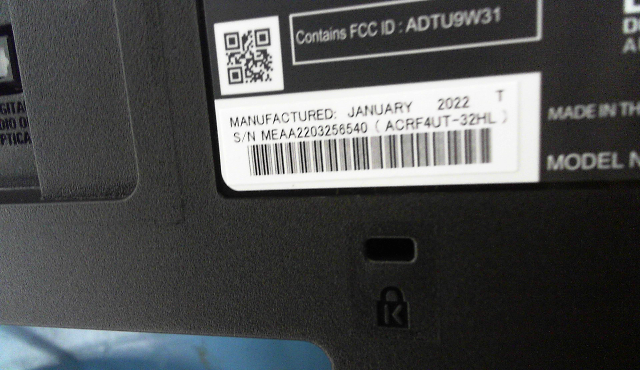 Contains FCC ID : ADTU9W31
MANUFACTURED: JANUARY 2022 T
S/N MEAA2203256540 ( ACRF4UT-32HL )
MADE IN TH
MODEL N